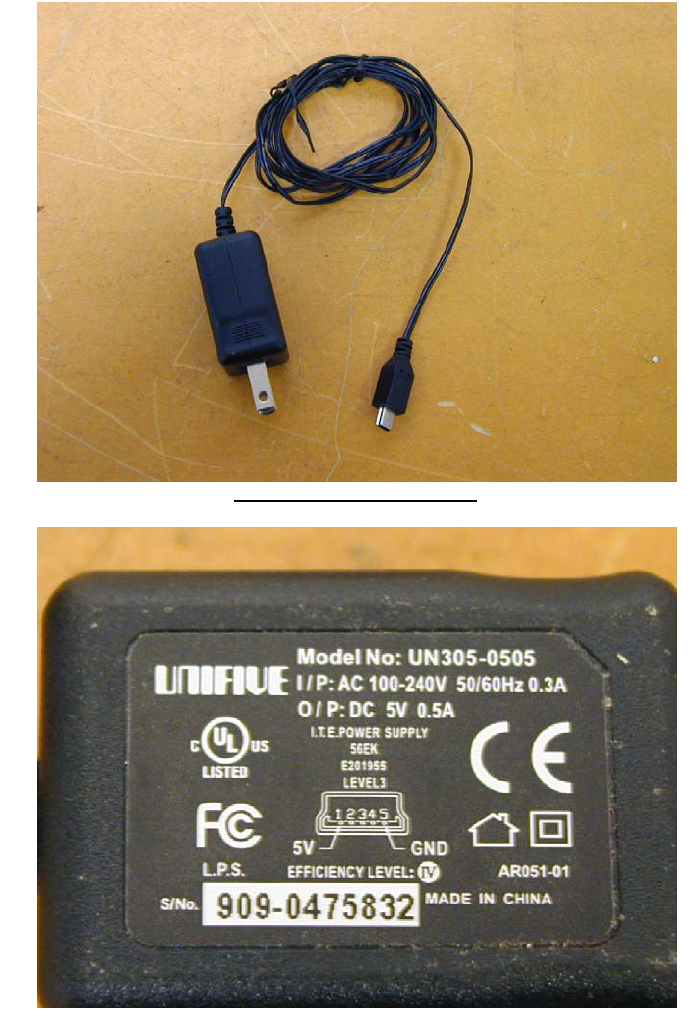 UNIFIVE
Model No: UN305-0505
I/P: AC 100-240V 50/60Hz 0.3A
O/P: DC 5V 0.5A
I.T.E.POWER SUPPLY
56EK
E201955
LEVEL3
C UL US
LISTED
CE
FC
12345
5V GND
L.P.S.
EFFICIENCY LEVEL: IV
AR051-01
S/No. 909-0475832
MADE IN CHINA